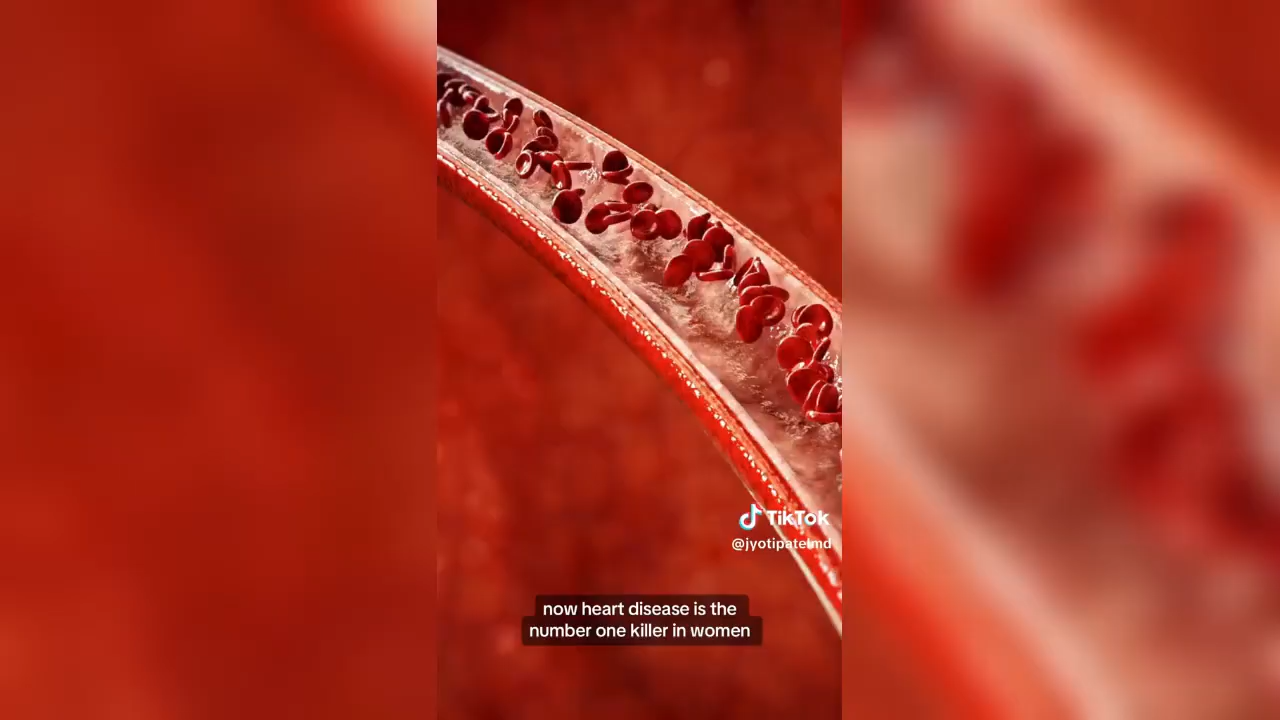 TikTok
@jyotipatelmd
now heart disease is the
number one killer in women